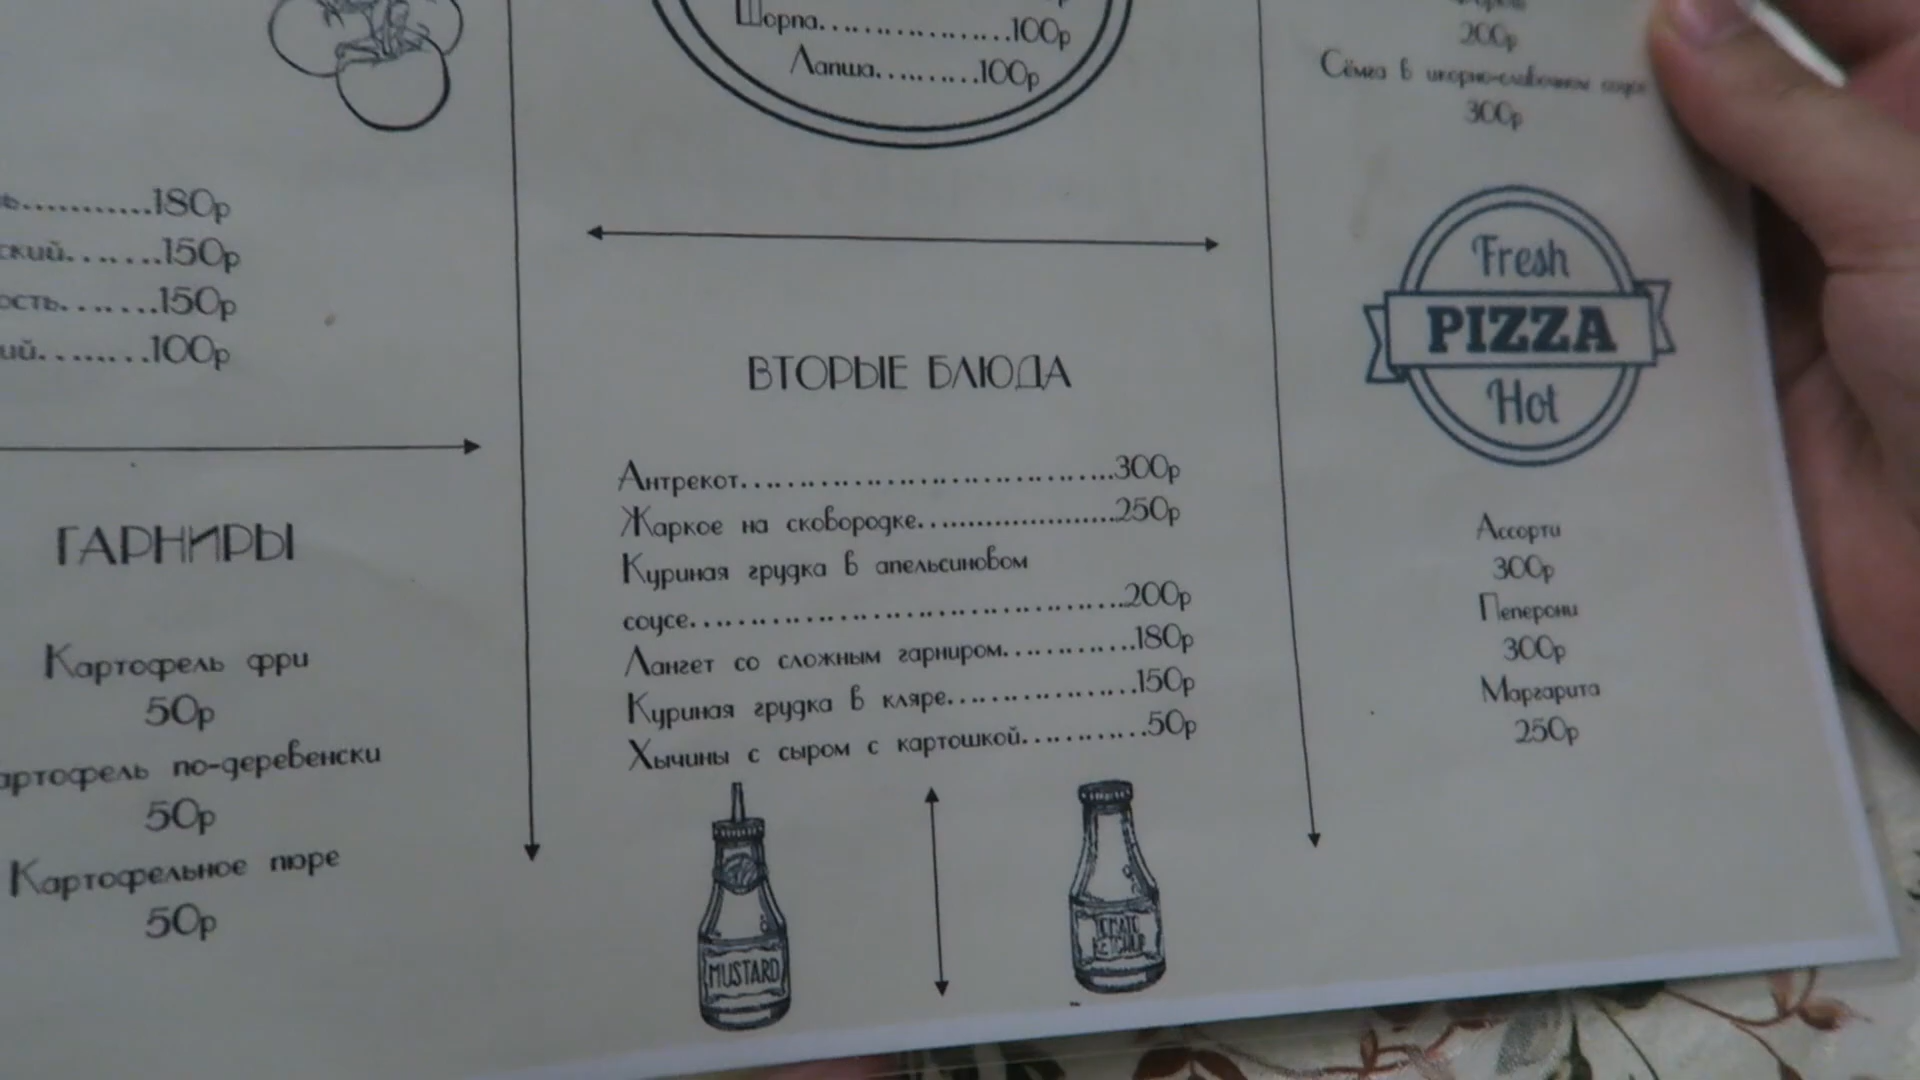 180р
150р
150р
100р
ГАРНИРЫ
Картофель фри
50р
по-деревенски
50р
Картофельное пюре
50р
Шорпа.................100р
Лапша..........100р
ВТОРЫЕ БЛЮДА
Антрекот....................................300р
Жаркое на сковородке.......................250р
Куриная грудка в апельсиновом
соусе.......................................200р
Лангет со сложным гарниром............180р
Куриная грудка в кляре..................150р
Хычины с сыром с картошкой............50р
MUSTARD
KETCHUP
200р
Сёмга в икорно-сливочном соусе
300р
Fresh
PIZZA
Hot
Ассорти
300р
Пеперони
300р
Маргарита
250р